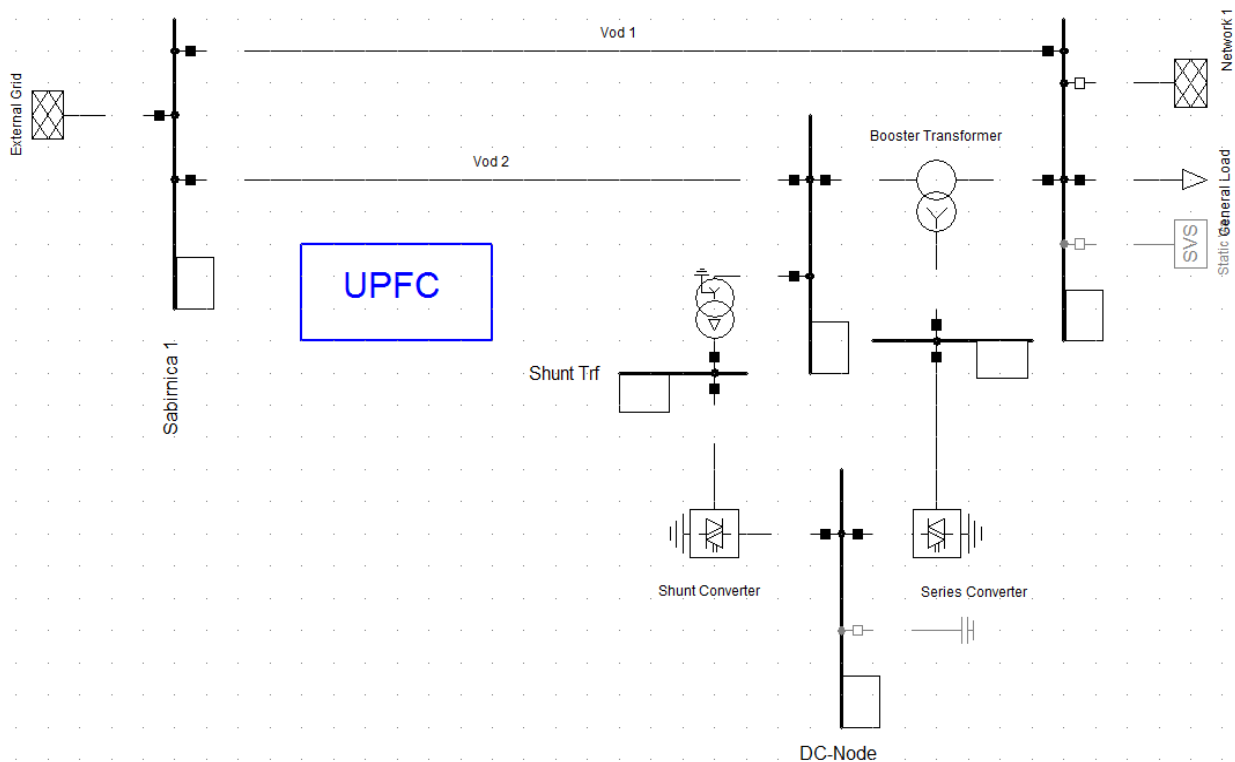 Vod 1
Network 1
External Grid
Booster Transformer
Vod 2
General Load
Static
SVS
UPFC
Sabirnica 1
Shunt Trf
Shunt Converter
Series Converter
DC-Node